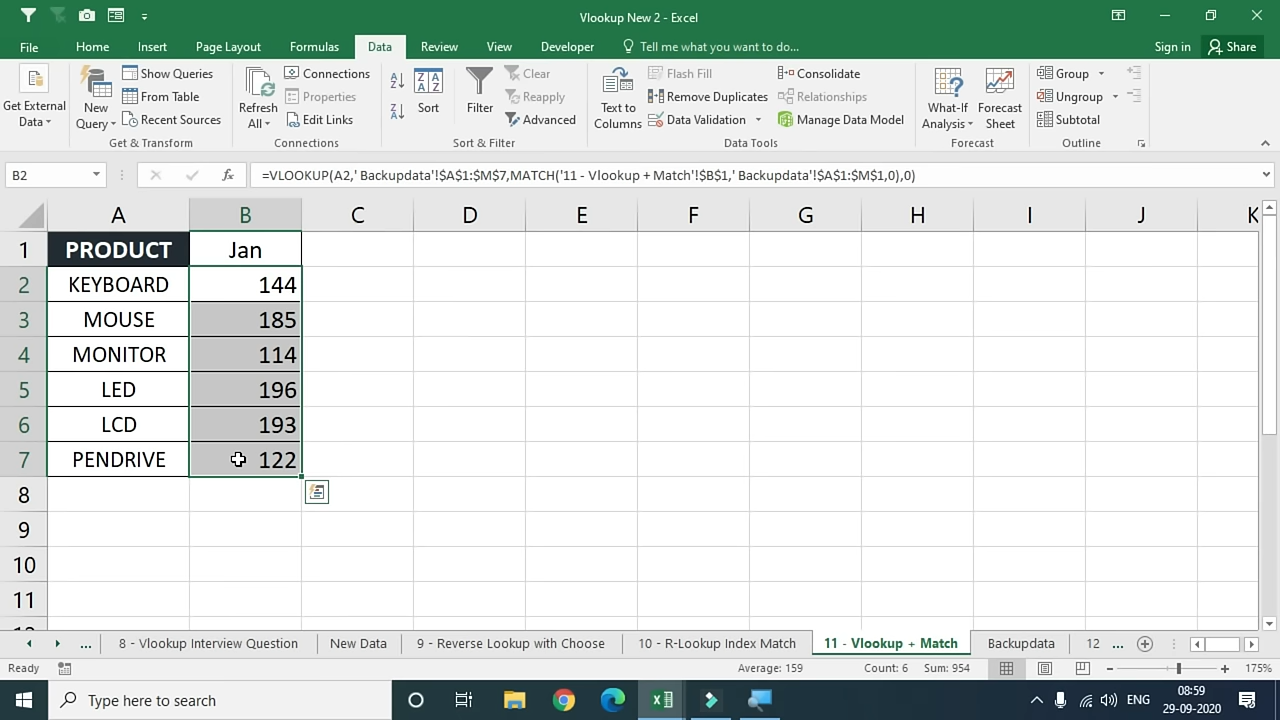 Vlookup New 2 - Excel
File Home Insert Page Layout Formulas Data Review View Developer Tell me what you want to do... Sign in Share
Get External Data
New Query
Show Queries
From Table
Recent Sources
Get & Transform
Refresh All
Connections
Properties
Edit Links
Connections
Sort
Filter
Clear
Reapply
Advanced
Sort & Filter
Text to Columns
Flash Fill
Remove Duplicates
Data Validation
Consolidate
Relationships
Manage Data Model
Data Tools
What-If Analysis
Forecast Sheet
Forecast
Group
Ungroup
Subtotal
Outline
B2 fx =VLOOKUP(A2,' Backupdata'!$A$1:$M$7,MATCH('11 - Vlookup + Match'!$B$1,' Backupdata'!$A$1:$M$1,0),0)
A B C D E F G H I J K
1 PRODUCT Jan
2 KEYBOARD 144
3 MOUSE 185
4 MONITOR 114
5 LED 196
6 LCD 193
7 PENDRIVE 122
8
9
10
11
... 8 - Vlookup Interview Question New Data 9 - Reverse Lookup with Choose 10 - R-Lookup Index Match 11 - Vlookup + Match Backupdata 12 ...
Ready Average: 159 Count: 6 Sum: 954 175%
Type here to search ENG 08:59
29-09-2020